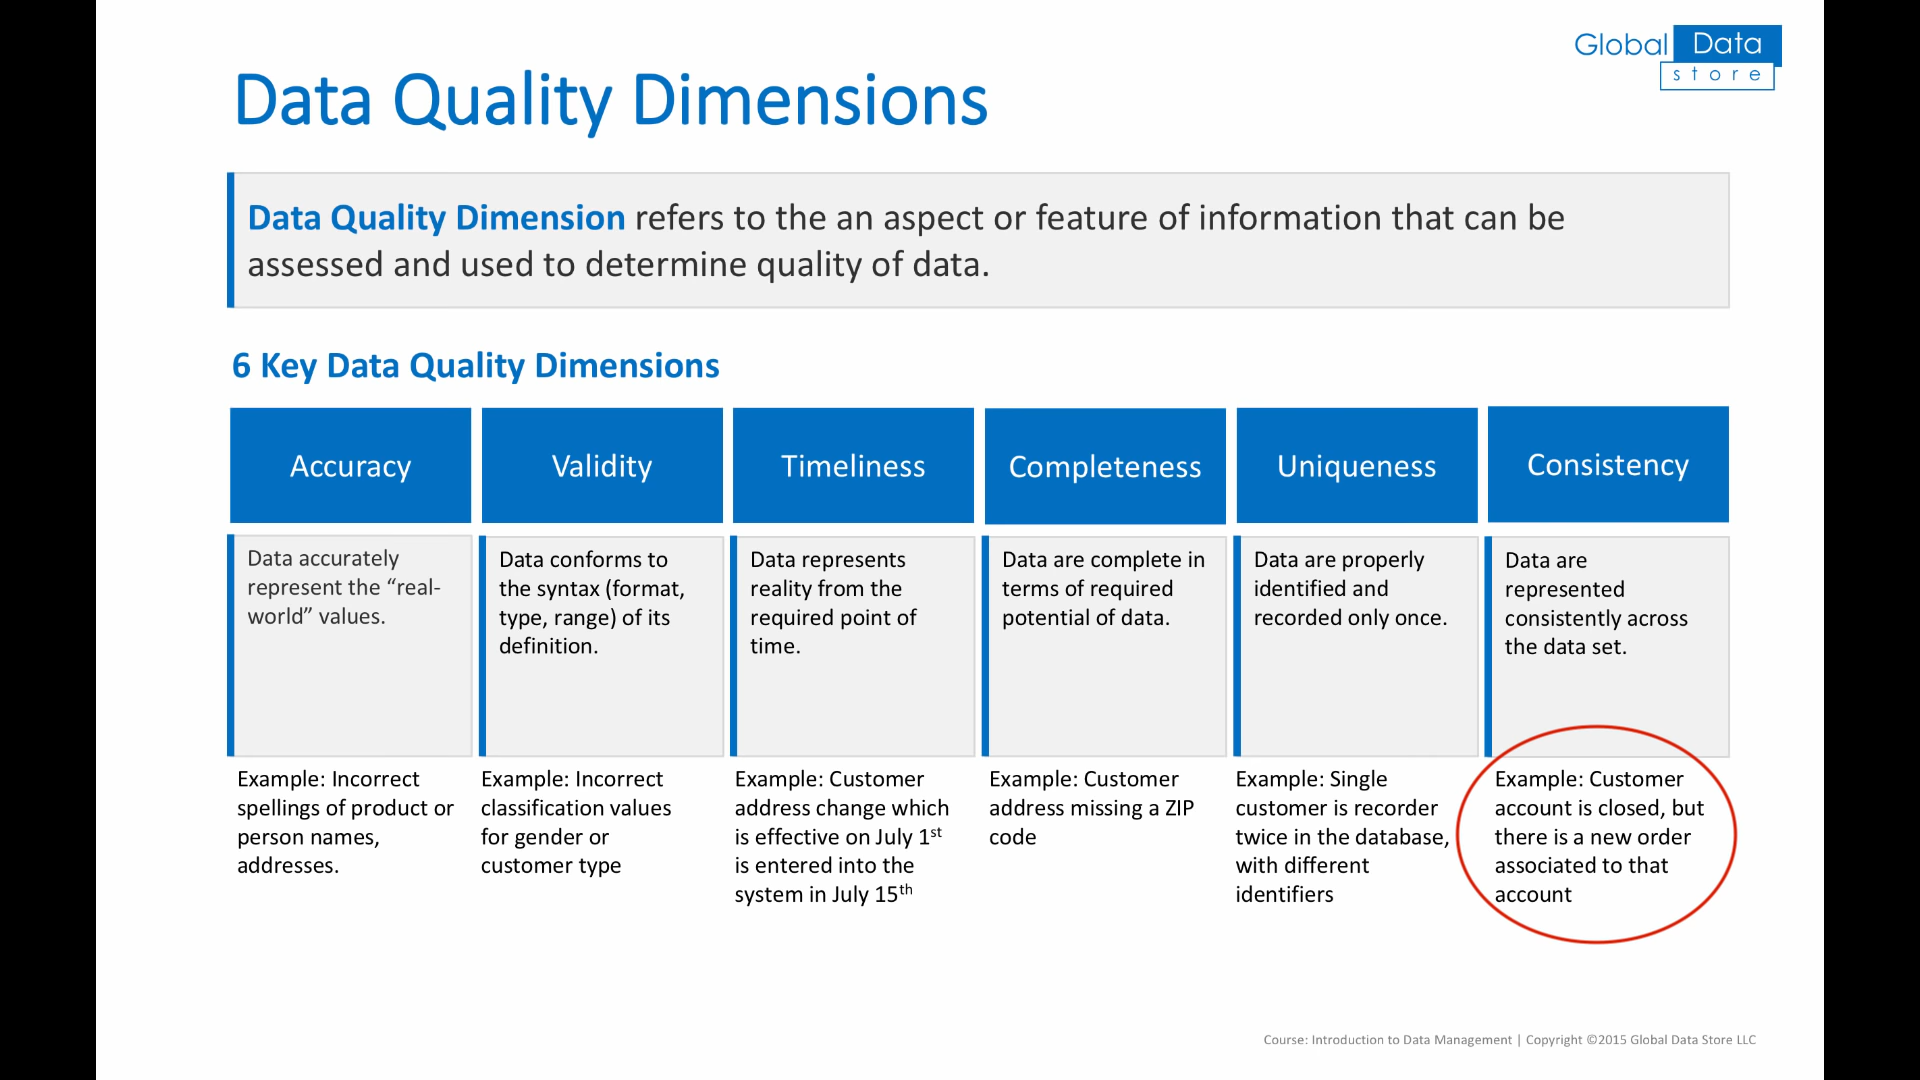 Global Data
store
Data Quality Dimensions
Data Quality Dimension refers to the an aspect or feature of information that can be
assessed and used to determine quality of data.
6 Key Data Quality Dimensions
Accuracy
Data accurately
represent the “real-
world” values.
Example: Incorrect
spellings of product or
person names,
addresses.
Validity
Data conforms to
the syntax (format,
type, range) of its
definition.
Example: Incorrect
classification values
for gender or
customer type
Timeliness
Data represents
reality from the
required point of
time.
Example: Customer
address change which
is effective on July 1st
is entered into the
system in July 15th
Completeness
Data are complete in
terms of required
potential of data.
Example: Customer
address missing a ZIP
code
Uniqueness
Data are properly
identified and
recorded only once.
Example: Single
customer is recorder
twice in the database,
with different
identifiers
Consistency
Data are
represented
consistently across
the data set.
Example: Customer
account is closed, but
there is a new order
associated to that
account
Course: Introduction to Data Management | Copyright ©2015 Global Data Store LLC